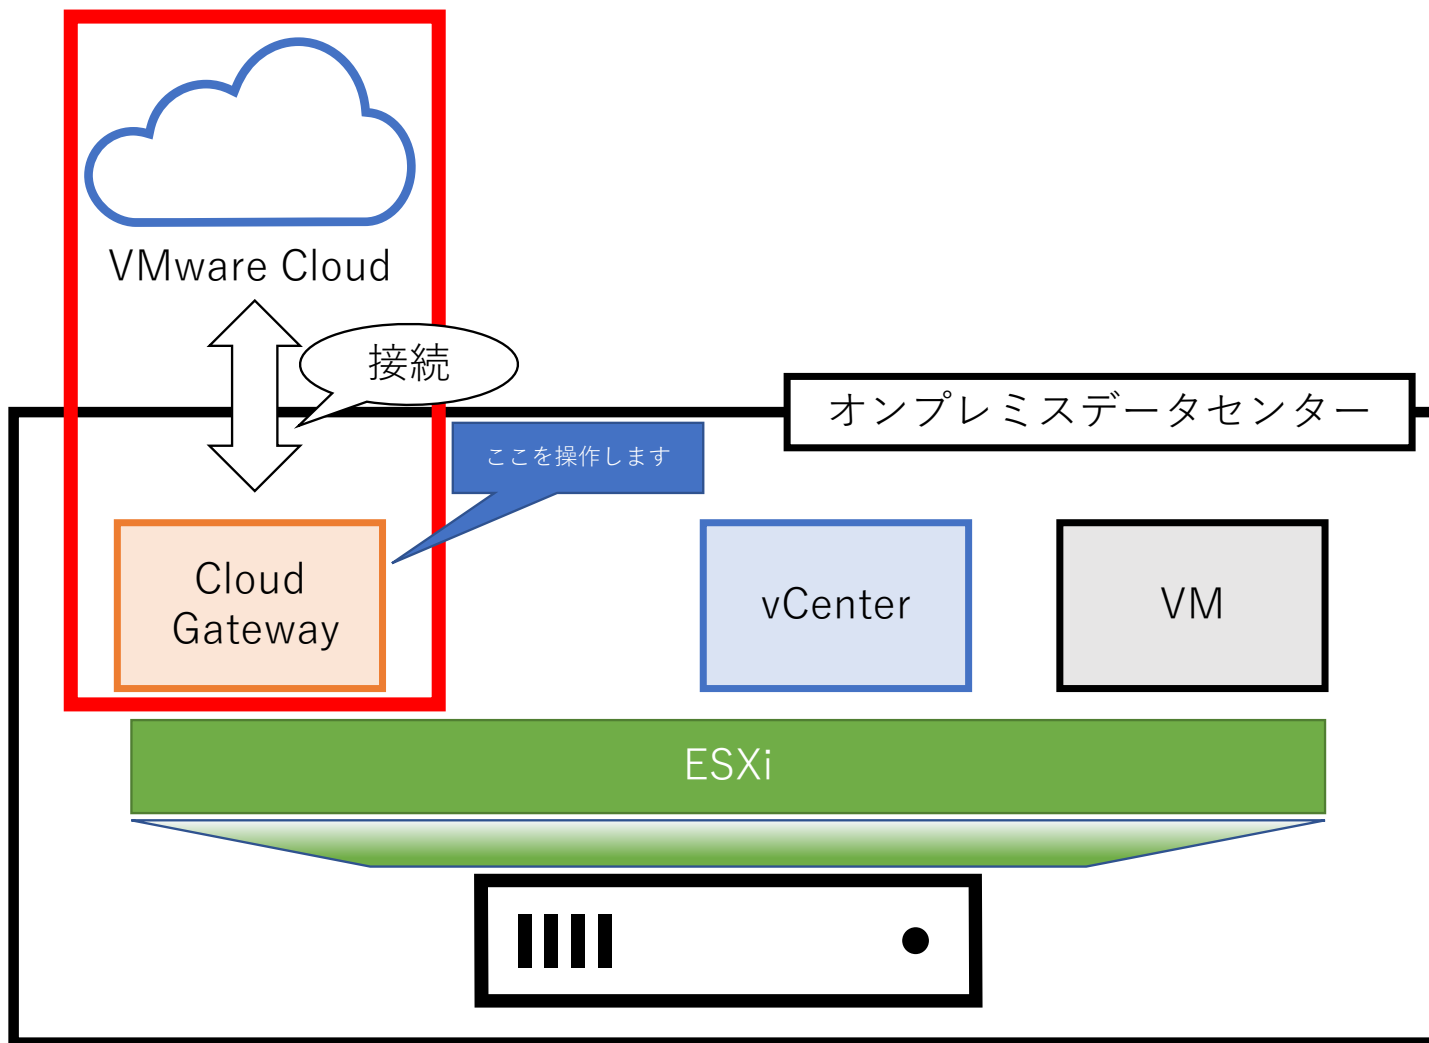 VMware Cloud
接続
オンプレミスデータセンター
ここを操作します
Cloud
Gateway
vCenter
VM
ESXi